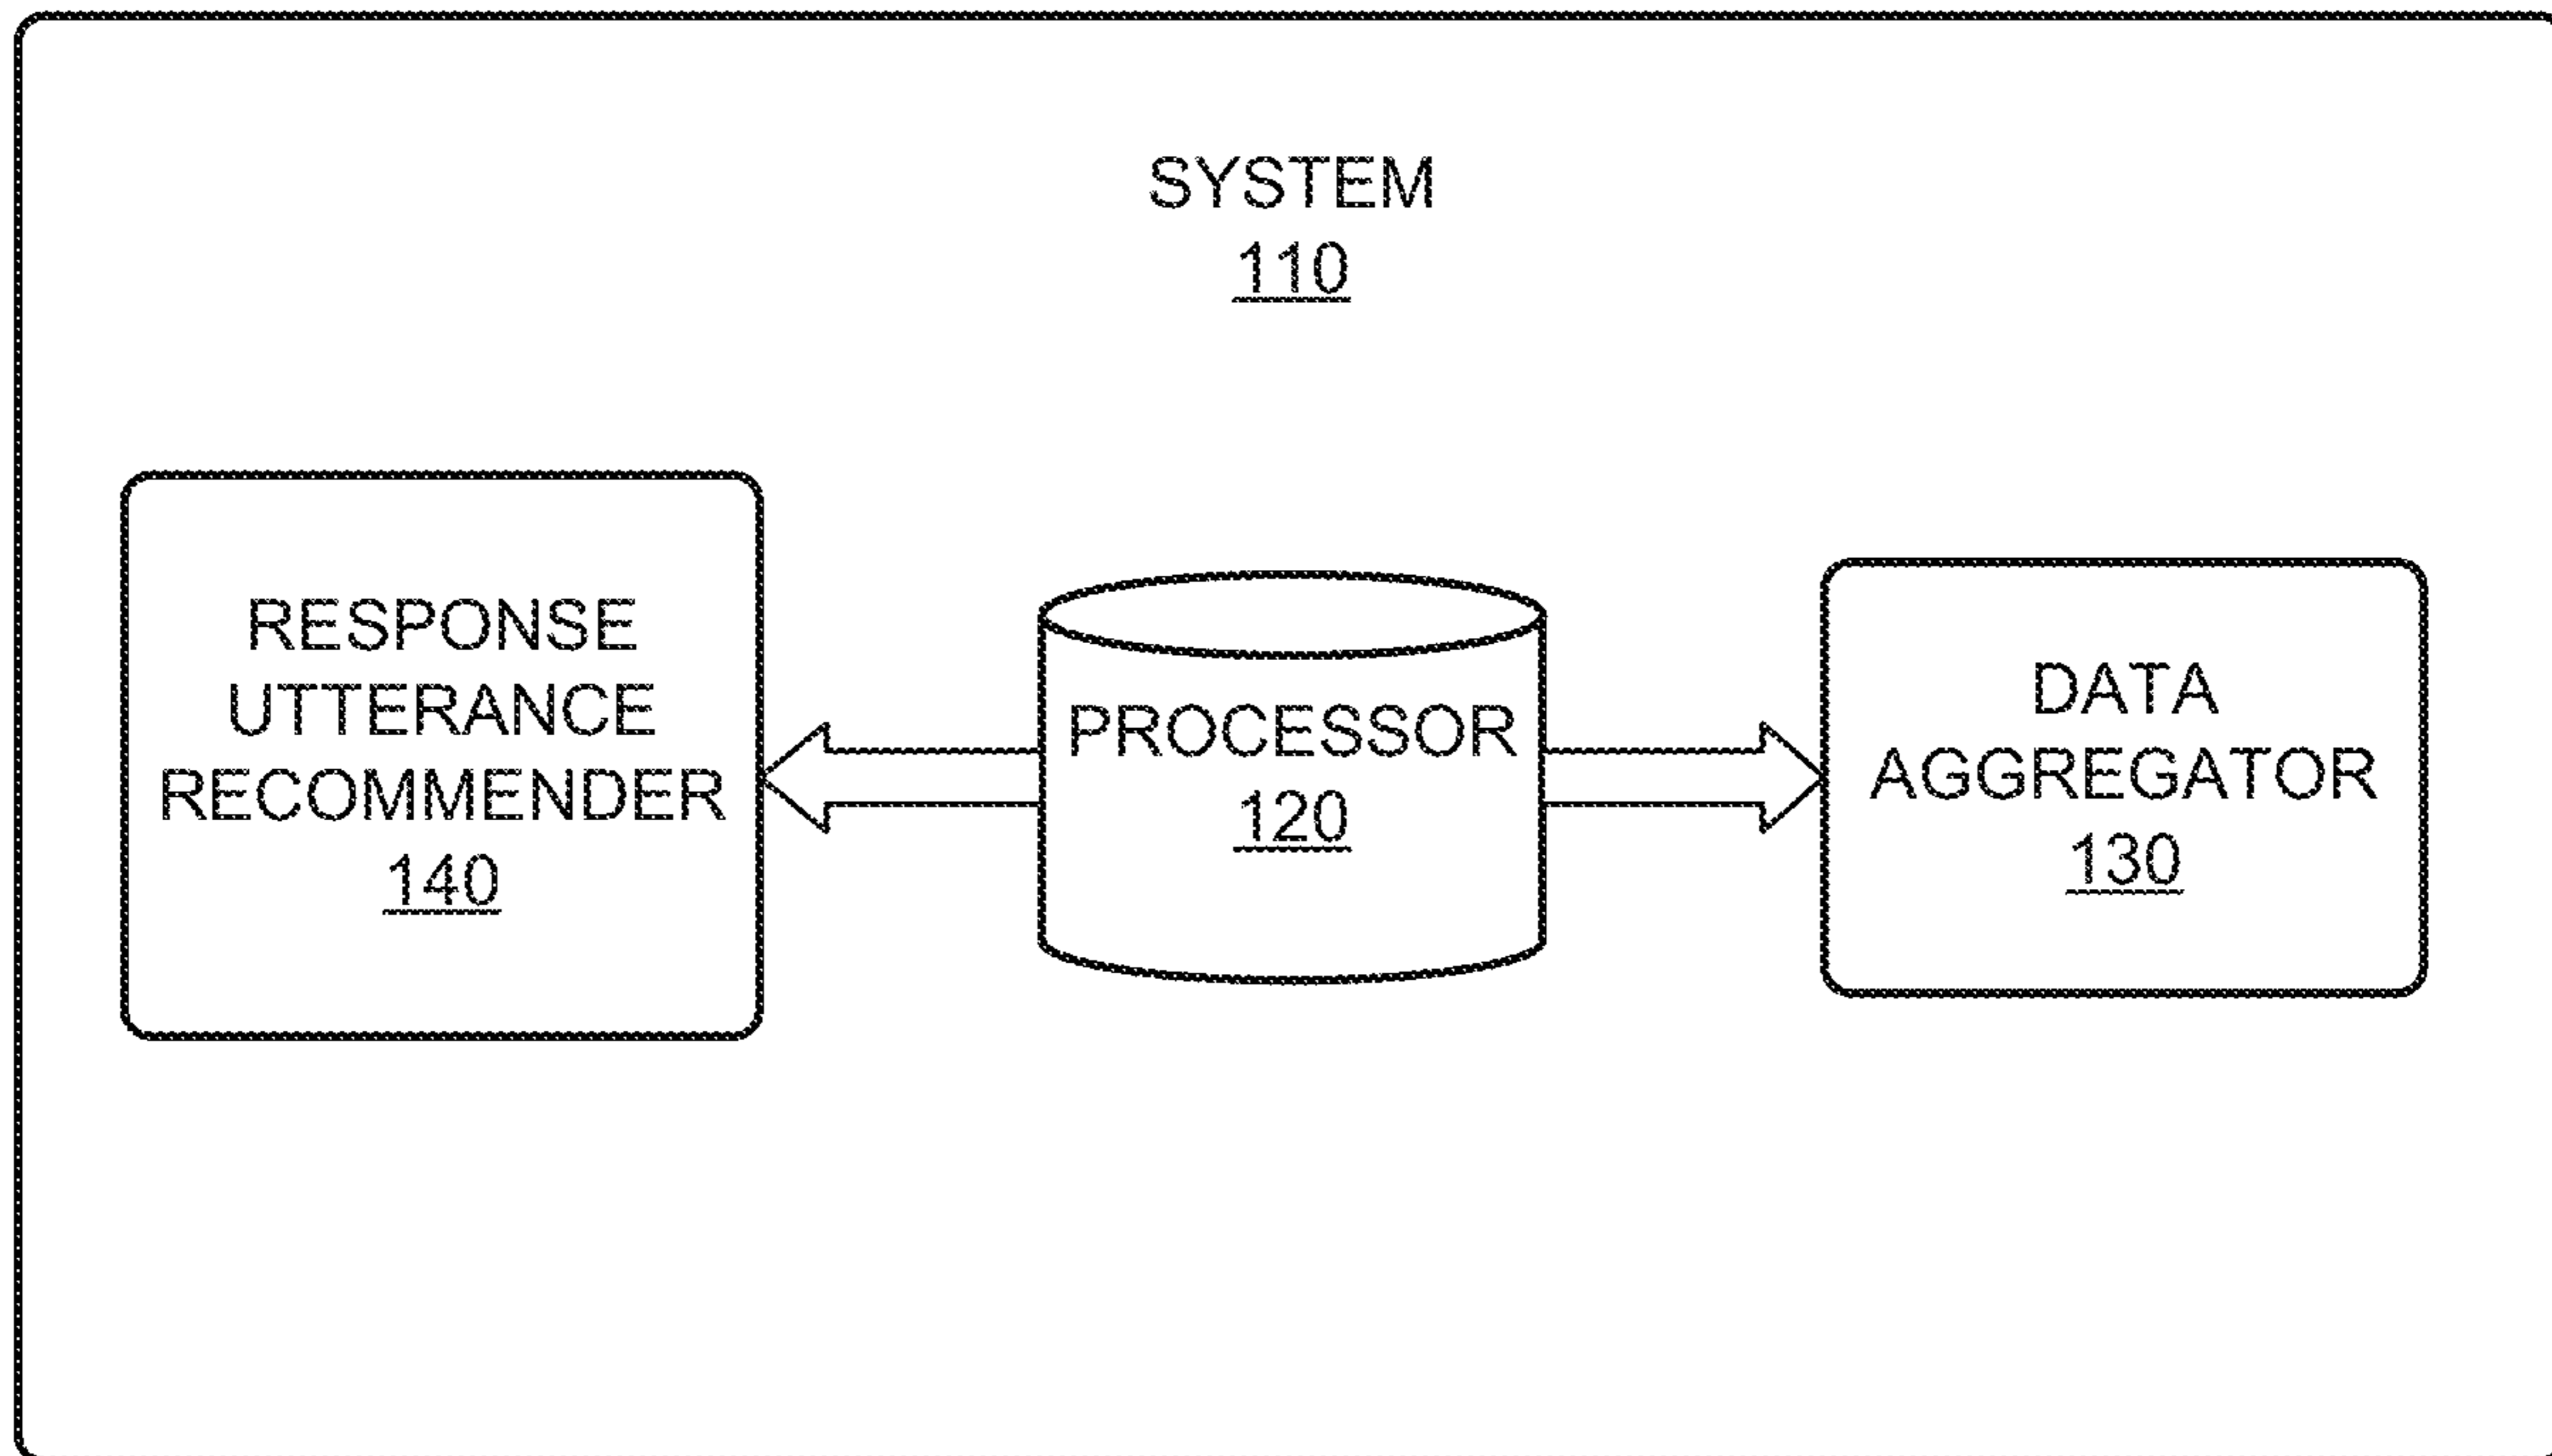 SYSTEM
110
RESPONSE
UTTERANCE
RECOMMENDER
140
PROCESSOR
120
DATA
AGGREGATOR
130